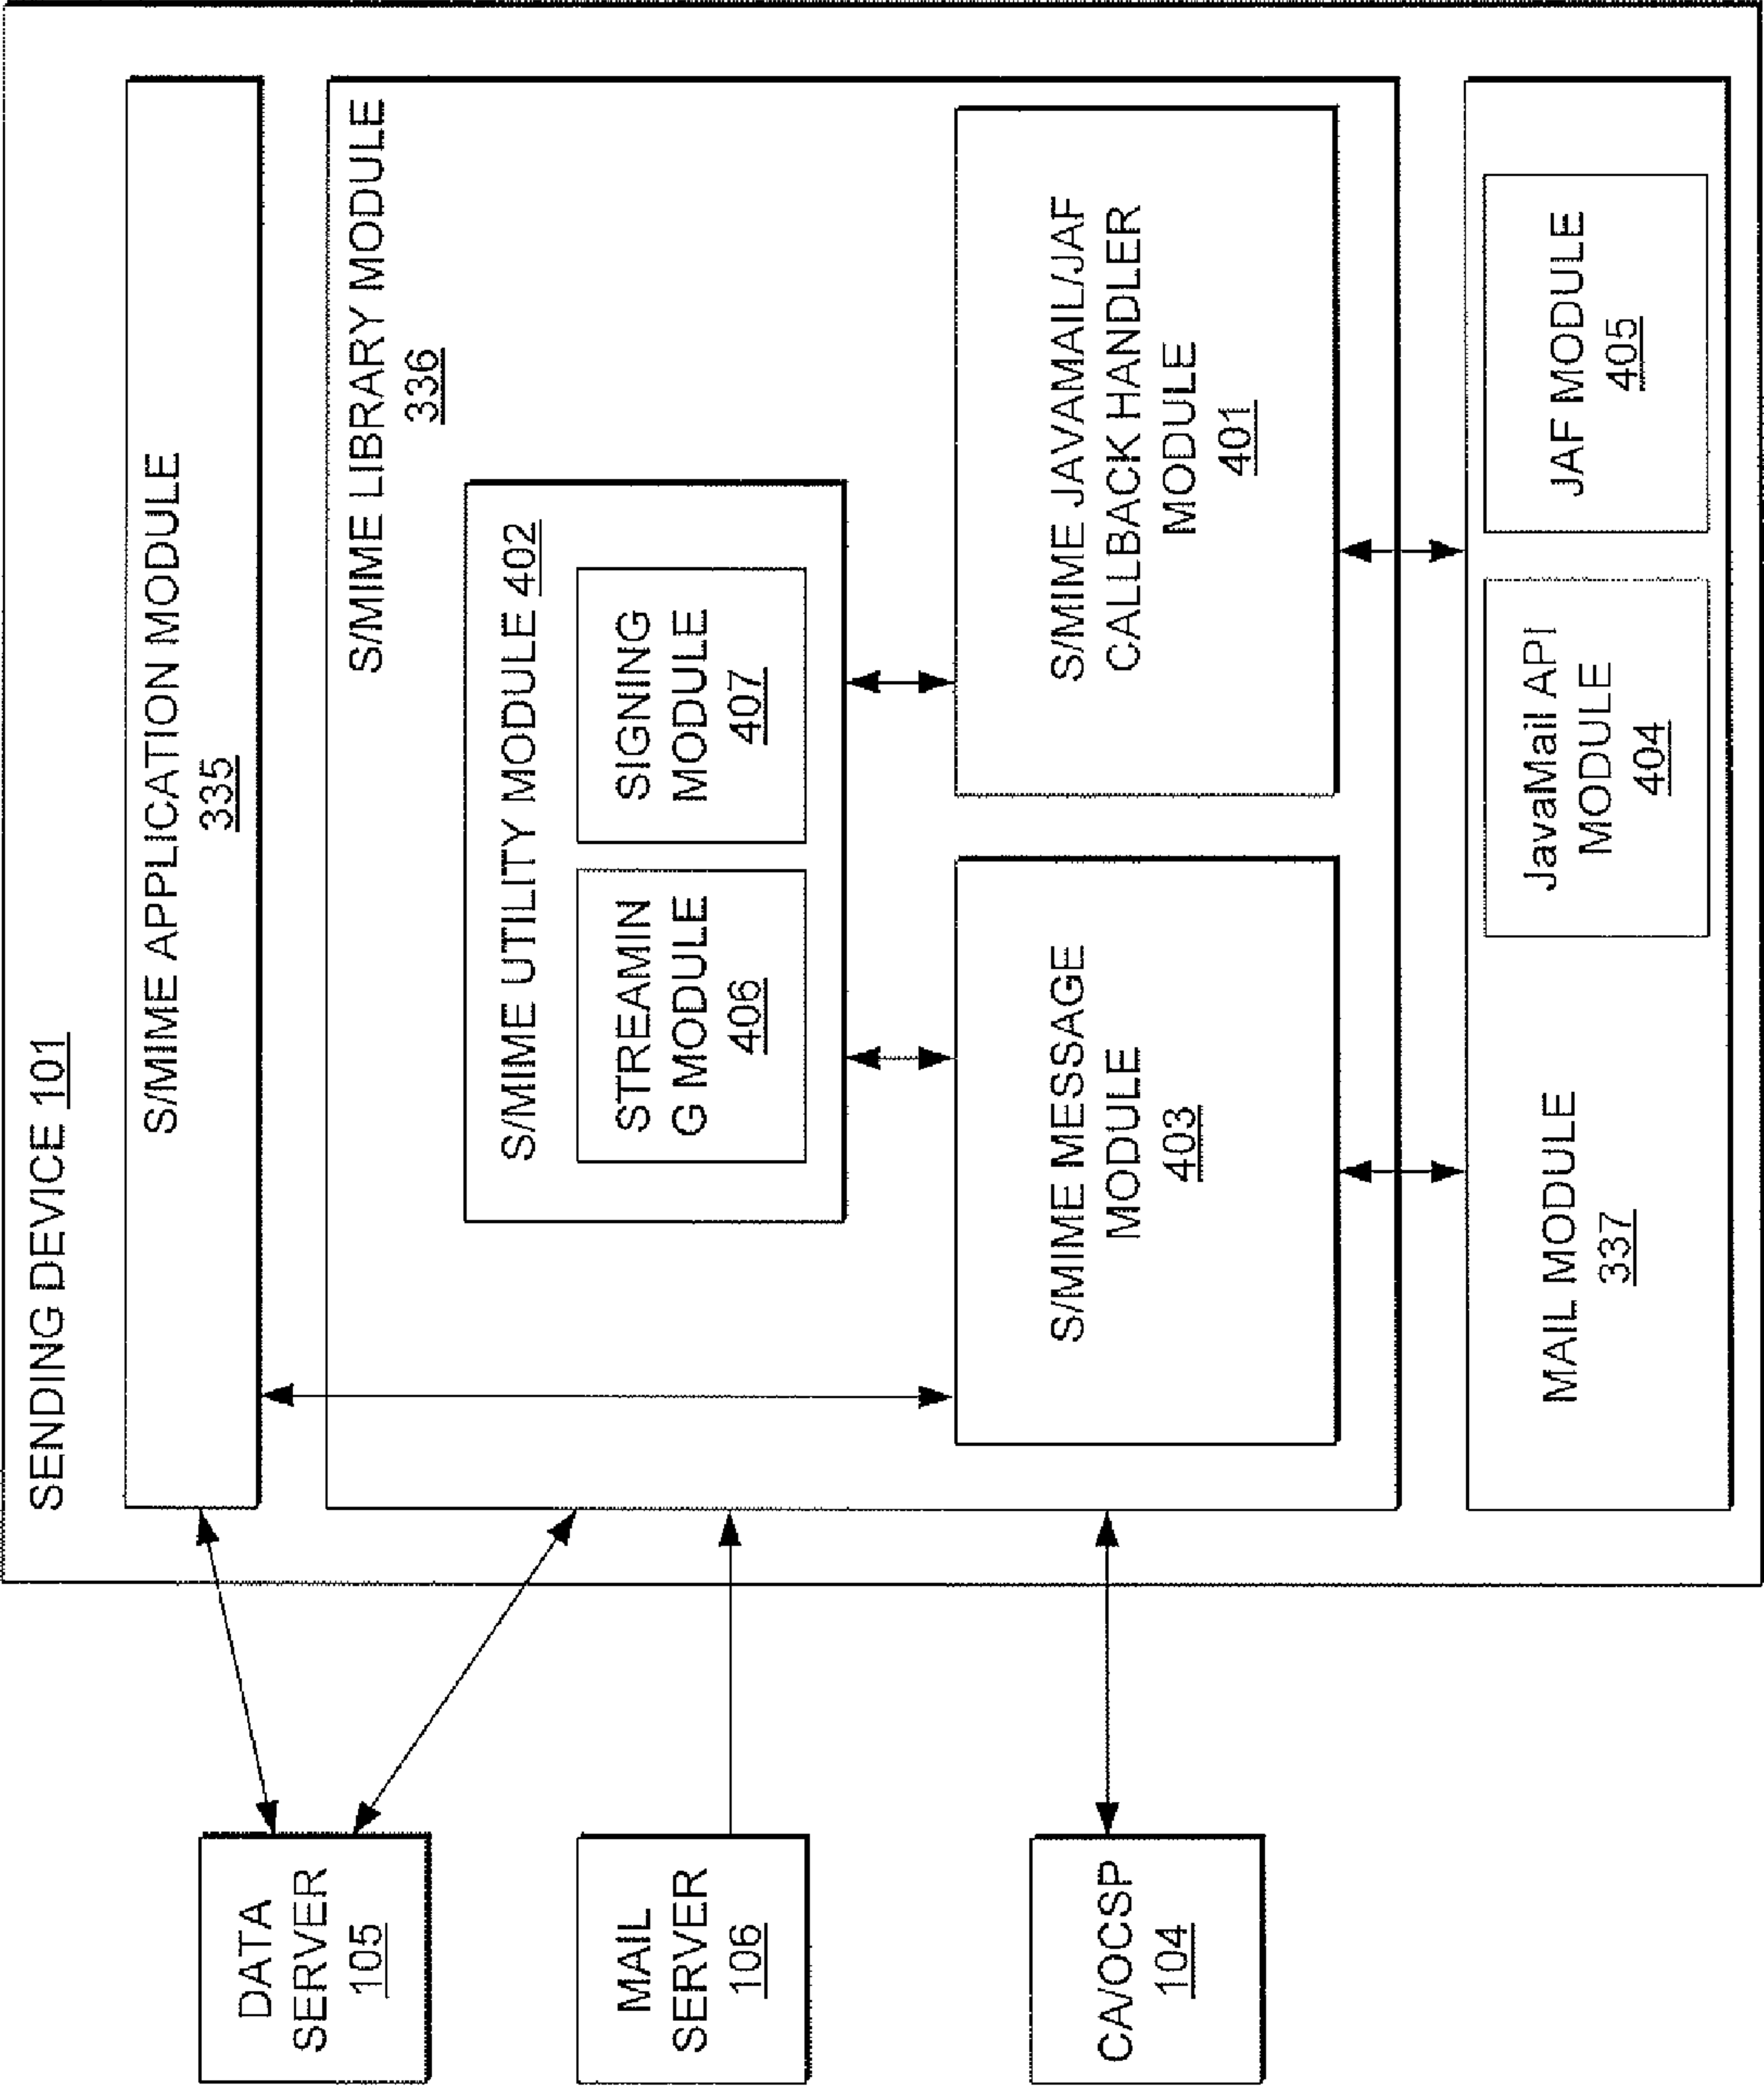 SENDING DEVICE 101
S/MIME APPLICATION MODULE
335
S/MIME LIBRARY MODULE
336
S/MIME UTILITY MODULE 402
STREAMIN
G MODULE
406
SIGNING
MODULE
407
S/MIME MESSAGE
MODULE
403
S/MIME JAVAMAIL/JAF
CALLBACK HANDLER
MODULE
401
MAIL MODULE
337
JavaMail API
MODULE
404
JAF MODULE
405
DATA
SERVER
105
MAIL
SERVER
106
CA/OCSP
104